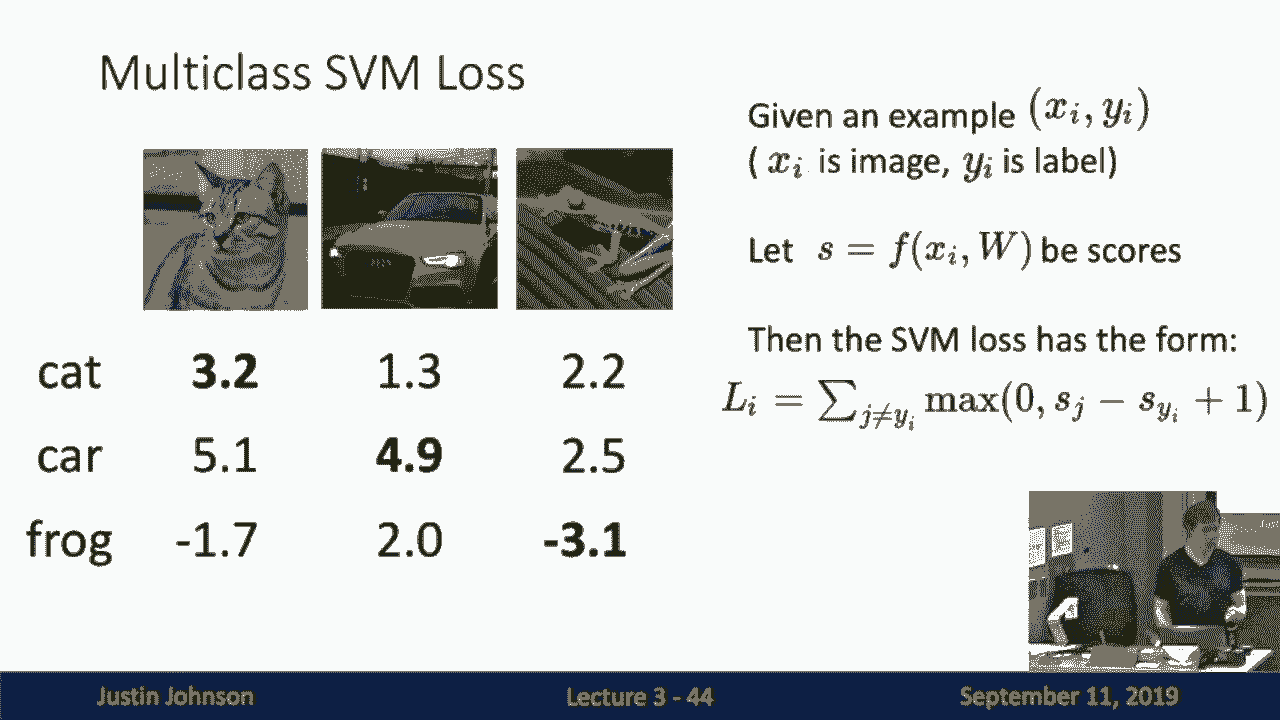 Multiclass SVM Loss
Given an example (x_i, y_i)
( x_i is image, y_i is label)
Let s = f(x_i, W) be scores
Then the SVM loss has the form:
L_i = ∑_{j≠y_i} max(0, s_j − s_{y_i} + 1)
cat 3.2 1.3 2.2
car 5.1 4.9 2.5
frog -1.7 2.0 -3.1
Justin Johnson Lecture 3 - 44 September 11, 2019